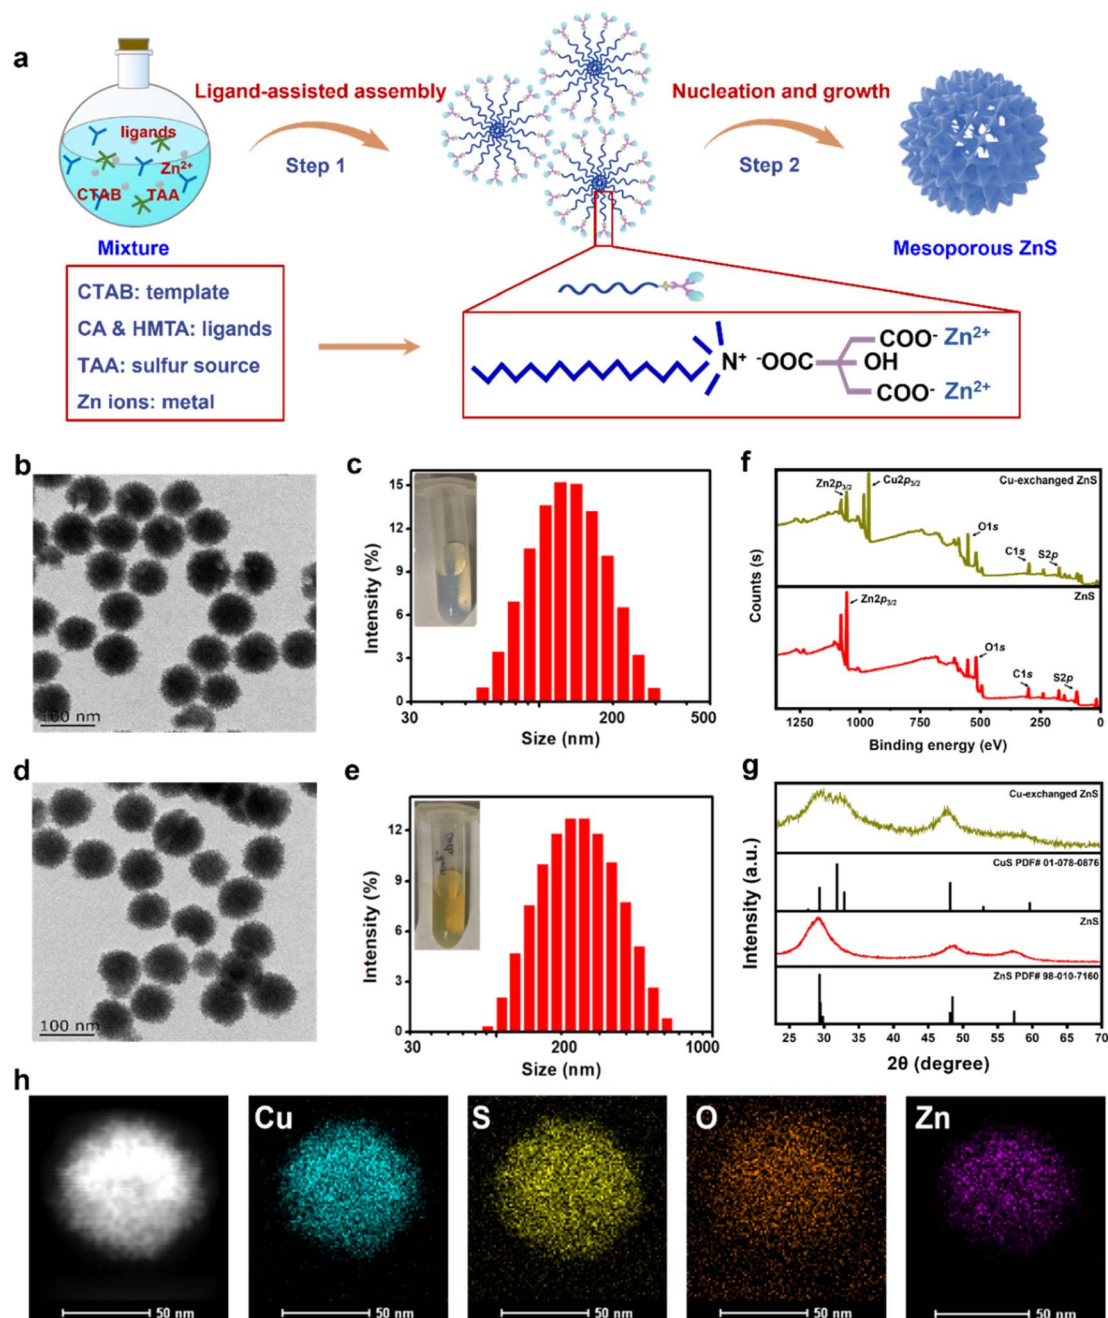 a
ligands
Zn2+
CTAB TAA
Mixture
Ligand-assisted assembly
Step 1
Nucleation and growth
Step 2
Mesoporous ZnS
CTAB: template
CA & HMTA: ligands
TAA: sulfur source
Zn ions: metal
N+ -OOC
COO- Zn2+
OH
COO- Zn2+
b
100 nm
c
Intensity (%)
15
12
9
6
3
0
30 200 500
Size (nm)
d
100 nm
e
Intensity (%)
12
9
6
3
0
30 200 1000
Size (nm)
f
Counts (s)
Cu-exchanged ZnS
Zn2p3/2
Cu2p3/2
O1s
C1s
S2p
ZnS
Zn2p3/2
O1s
C1s
S2p
1250 1000 750 500 250 0
Binding energy (eV)
g
Intensity (a.u.)
Cu-exchanged ZnS
CuS PDF# 01-078-0876
ZnS
ZnS PDF# 98-010-7160
25 30 35 40 45 50 55 60 65 70
2θ (degree)
h
Cu
S
O
Zn
50 nm
50 nm
50 nm
50 nm
50 nm